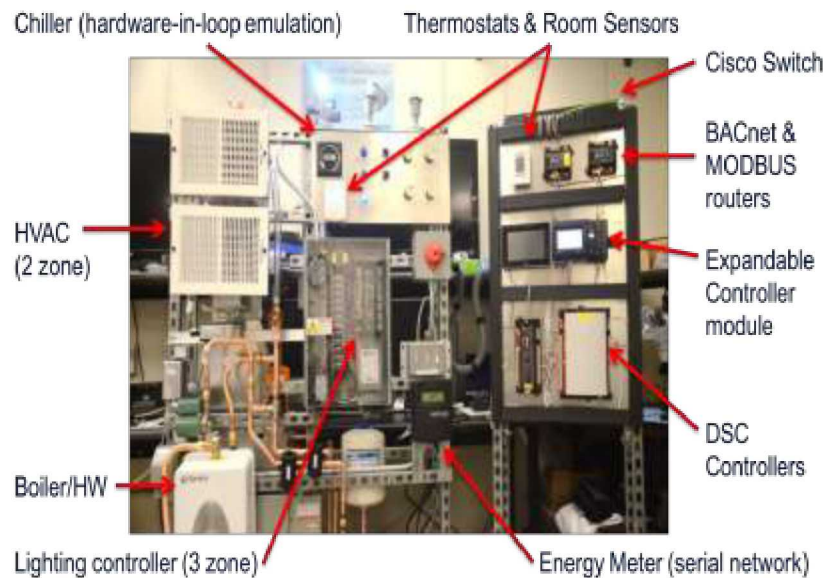 Chiller (hardware-in-loop emulation)
Thermostats & Room Sensors
Cisco Switch
BACnet &
MODBUS
routers
HVAC
(2 zone)
Expandable
Controller
module
DSC
Controllers
Boiler/HW
Lighting controller (3 zone)
Energy Meter (serial network)